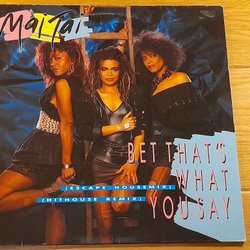 Mai Tai
BET THAT'S
WHAT
YOU SAY
[ESCAPE HOUSEMIX]
[HITHOUSE REMIX]